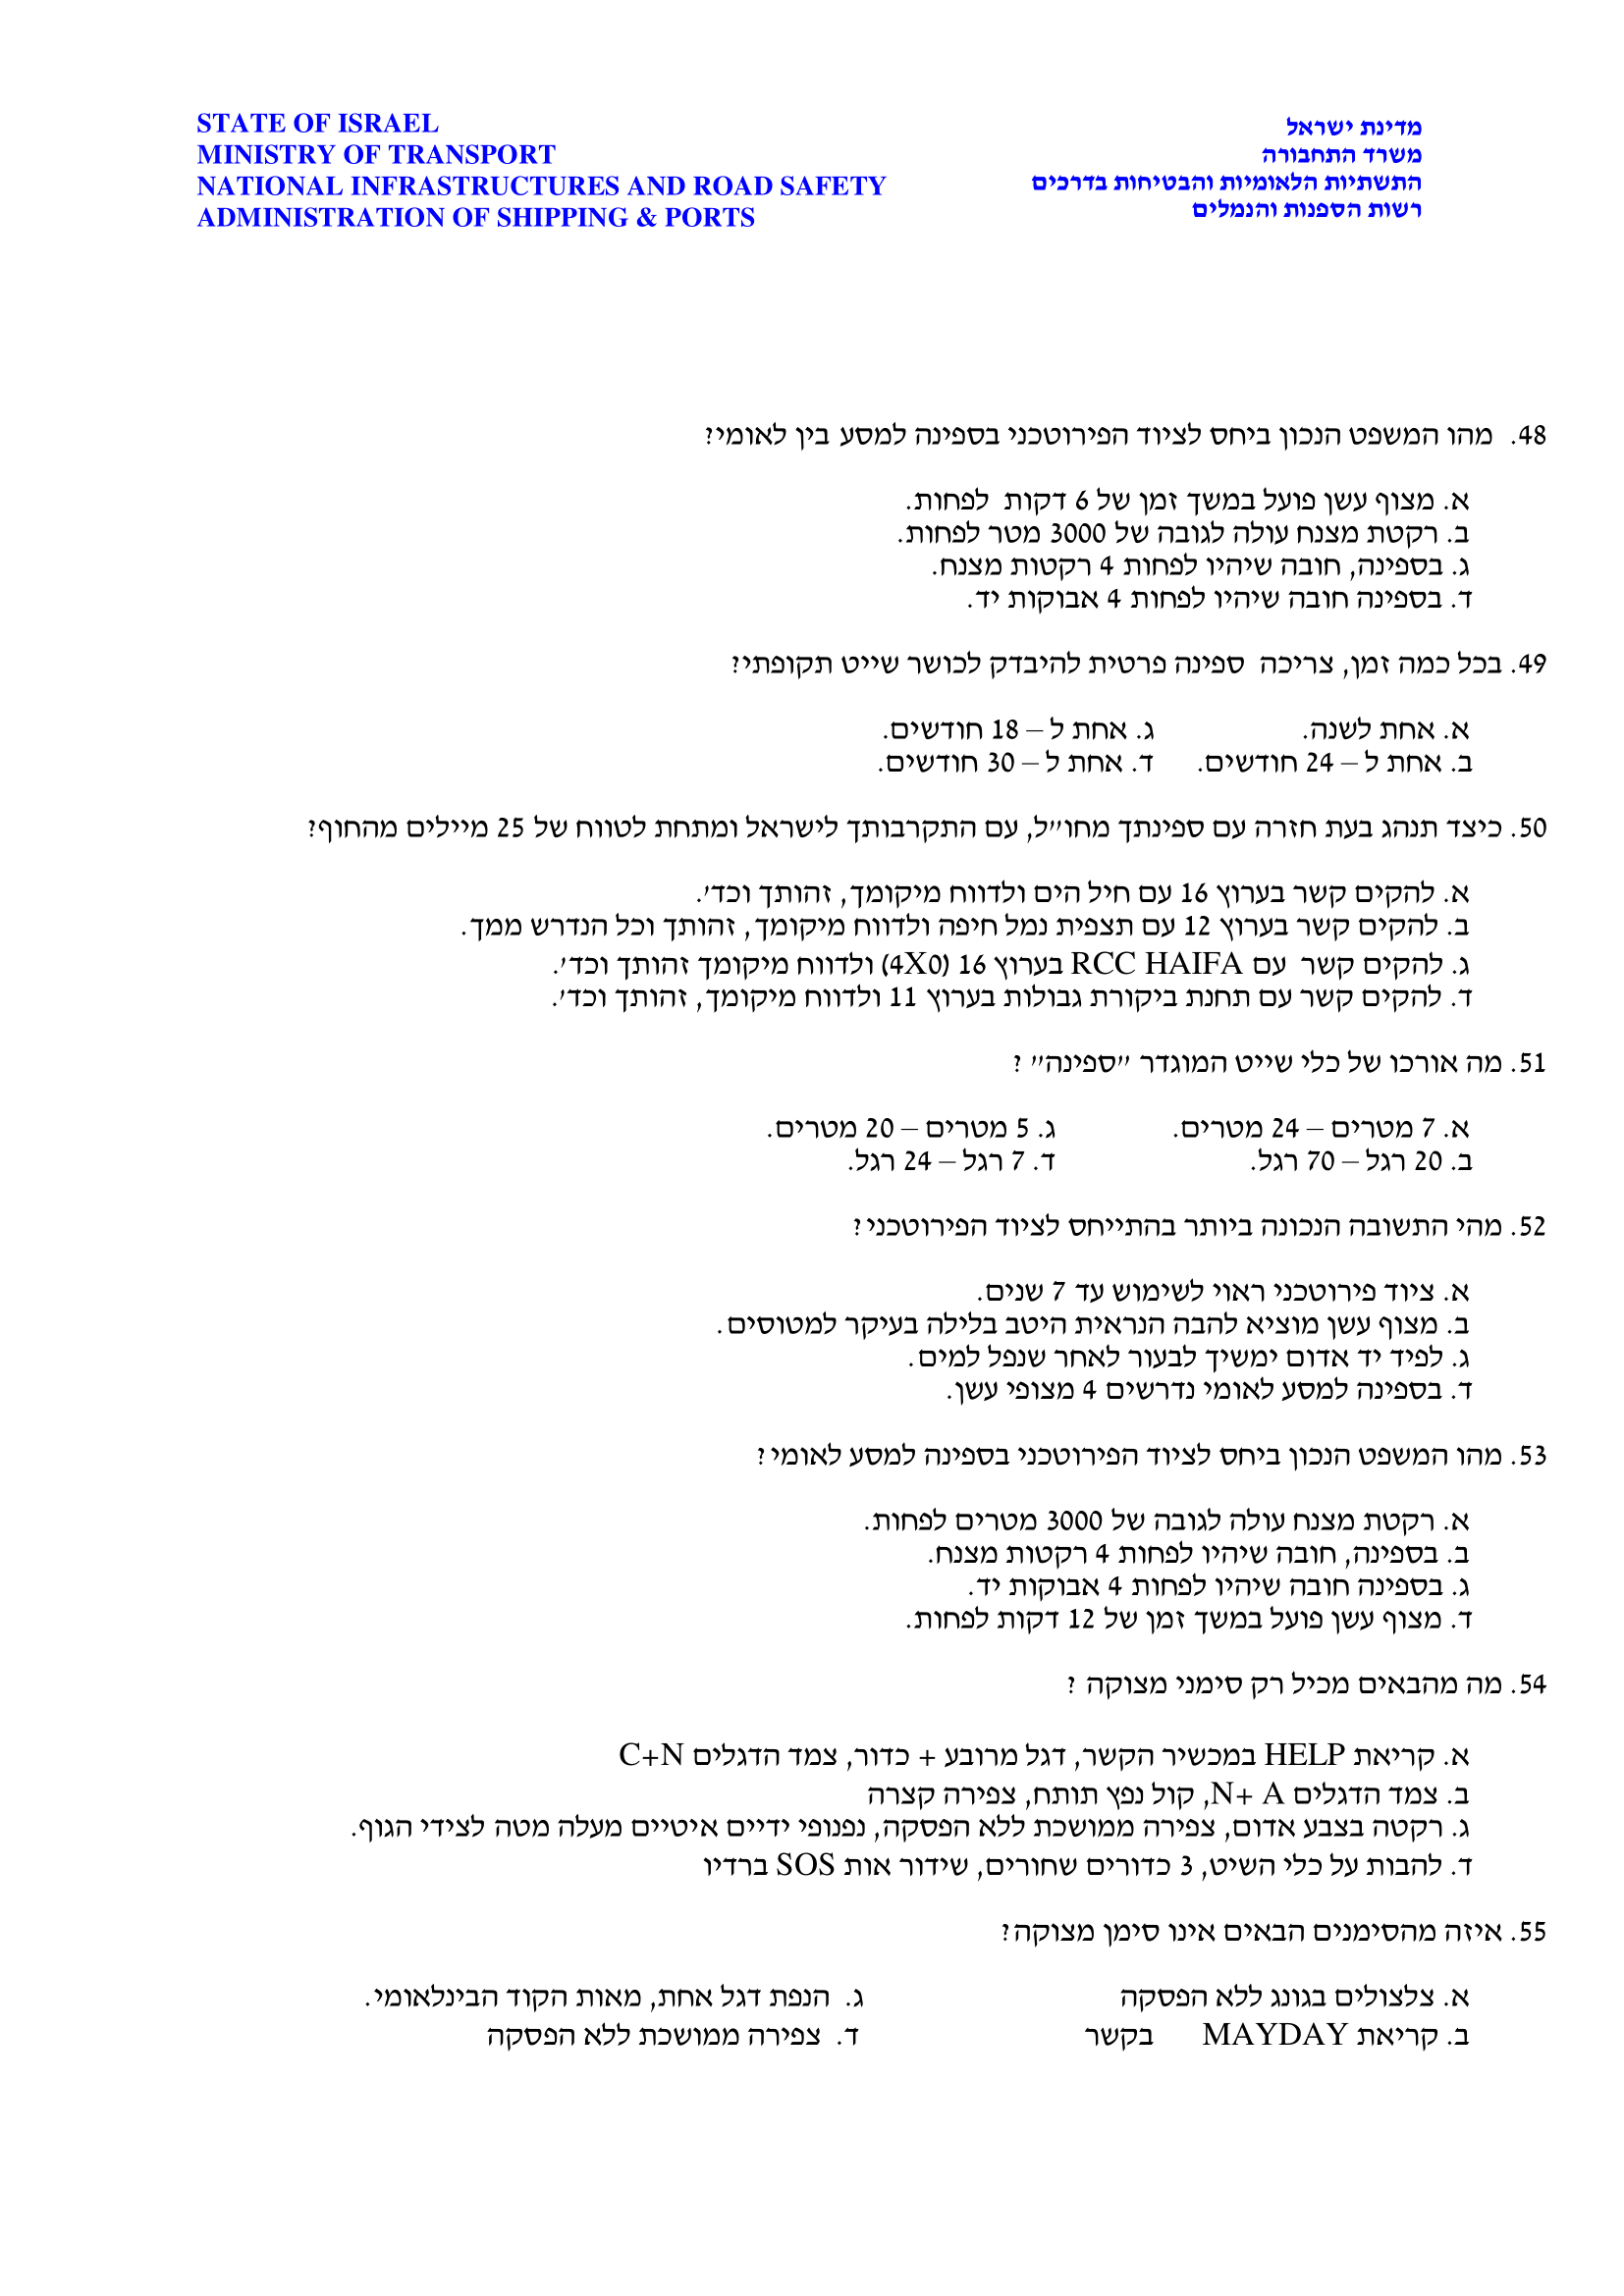 STATE OF ISRAEL
MINISTRY OF TRANSPORT
NATIONAL INFRASTRUCTURES AND ROAD SAFETY
ADMINISTRATION OF SHIPPING & PORTS
מדינת ישראל
משרד התחבורה
התשתיות הלאומיות והבטיחות בדרכים
רשות הספנות והנמלים
48. מהו המשפט הנכון ביחס לציוד הפירוטכני בספינה למסע בין לאומי?
א. מצוף עשן פועל במשך זמן של 6 דקות לפחות.
ב. רקטת מצנח עולה לגובה של 3000 מטר לפחות.
ג. בספינה, חובה שיהיו לפחות 4 רקטות מצנח.
ד. בספינה חובה שיהיו לפחות 4 אבוקות יד.
49. בכל כמה זמן, צריכה ספינה פרטית להיבדק לכושר שייט תקופתי?
א. אחת לשנה. ג. אחת ל – 18 חודשים.
ב. אחת ל – 24 חודשים. ד. אחת ל – 30 חודשים.
50. כיצד תנהג בעת חזרה עם ספינתך מחו״ל, עם התקרבותך לישראל ומתחת לטווח של 25 מיילים מהחוף?
א. להקים קשר בערוץ 16 עם חיל הים ולדווח מיקומך, זהותך וכד׳.
ב. להקים קשר בערוץ 12 עם תצפית נמל חיפה ולדווח מיקומך, זהותך וכל הנדרש ממך.
ג. להקים קשר עם RCC HAIFA בערוץ 16 (4X0) ולדווח מיקומך זהותך וכד׳.
ד. להקים קשר עם תחנת ביקורת גבולות בערוץ 11 ולדווח מיקומך, זהותך וכד׳.
51. מה אורכו של כלי שייט המוגדר ״ספינה״ ?
א. 7 מטרים – 24 מטרים. ג. 5 מטרים – 20 מטרים.
ב. 20 רגל – 70 רגל. ד. 7 רגל – 24 רגל.
52. מהי התשובה הנכונה ביותר בהתייחס לציוד הפירוטכני?
א. ציוד פירוטכני ראוי לשימוש עד 7 שנים.
ב. מצוף עשן מוציא להבה הנראית היטב בלילה בעיקר למטוסים.
ג. לפיד יד אדום ימשיך לבעור לאחר שנפל למים.
ד. בספינה למסע לאומי נדרשים 4 מצופי עשן.
53. מהו המשפט הנכון ביחס לציוד הפירוטכני בספינה למסע לאומי?
א. רקטת מצנח עולה לגובה של 3000 מטרים לפחות.
ב. בספינה, חובה שיהיו לפחות 4 רקטות מצנח.
ג. בספינה חובה שיהיו לפחות 4 אבוקות יד.
ד. מצוף עשן פועל במשך זמן של 12 דקות לפחות.
54. מה מהבאים מכיל רק סימני מצוקה ?
א. קריאת HELP במכשיר הקשר, דגל מרובע + כדור, צמד הדגלים C+N
ב. צמד הדגלים N+ A, קול נפץ תותח, צפירה קצרה
ג. רקטה בצבע אדום, צפירה ממושכת ללא הפסקה, נפנופי ידיים איטיים מעלה מטה לצידי הגוף.
ד. להבות על כלי השיט, 3 כדורים שחורים, שידור אות SOS ברדיו
55. איזה מהסימנים הבאים אינו סימן מצוקה?
א. צלצולים בגונג ללא הפסקה ג. הנפת דגל אחת, מאות הקוד הבינלאומי.
ב. קריאת MAYDAY בקשר ד. צפירה ממושכת ללא הפסקה